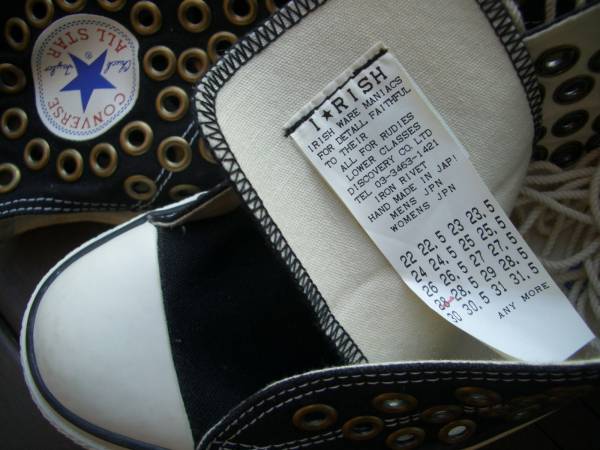 CONVERSE
ALL STAR
Chuck Taylor
I★RISH
IRISH WARE MANIACS
FOR DETALL FAITHFUL
TO THEIR
ALL FOR RUDIES
LOWER CLASSES
DISCOVERY CO.LTD
TEL 03-3463-1421
IRON RIVET
HAND MADE IN JAP!
MENS JPN
WOMENS JPN
22 22,5 23 23,5
24 24,5 25 25,5
26 26,5 27 27,5
28 28,5 29 28,5
30 30,5 31 31,5
ANY MORE